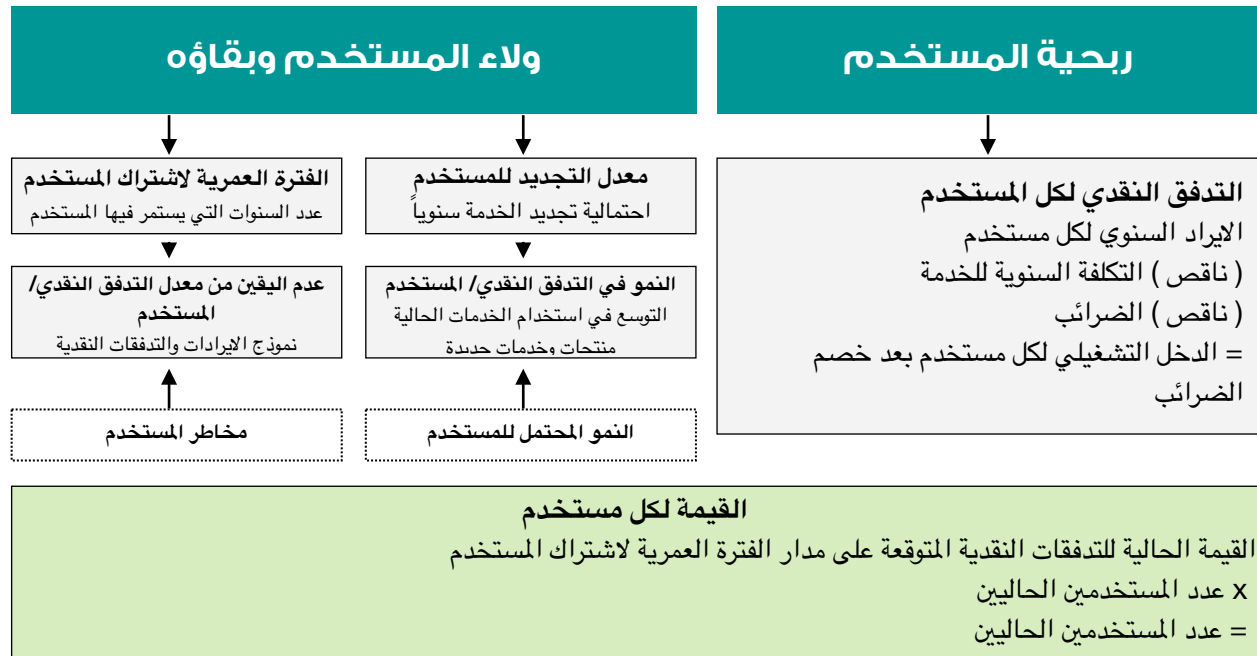 ربحية المستخدم
ولاء المستخدم وبقاؤه
التدفق النقدي لكل المستخدم
الايراد السنوي لكل مستخدم
( ناقص ) التكلفة السنوية للخدمة
( ناقص ) الضرائب
= الدخل التشغيلي لكل مستخدم بعد خصم
الضرائب
معدل التجديد للمستخدم
احتمالية تجديد الخدمة سنوياً
النمو في التدفق النقدي/ المستخدم
التوسع في استخدام الخدمات الحالية
منتجات وخدمات جديدة
النمو المحتمل للمستخدم
الفترة العمرية لاشتراك المستخدم
عدد السنوات التي يستمر فيها المستخدم
عدم اليقين من معدل التدفق النقدي/
المستخدم
نموذج الايرادات والتدفقات النقدية
مخاطر المستخدم
القيمة لكل مستخدم
القيمة الحالية للتدفقات النقدية المتوقعة على مدار الفترة العمرية لاشتراك المستخدم
x عدد المستخدمين الحاليين
= عدد المستخدمين الحاليين